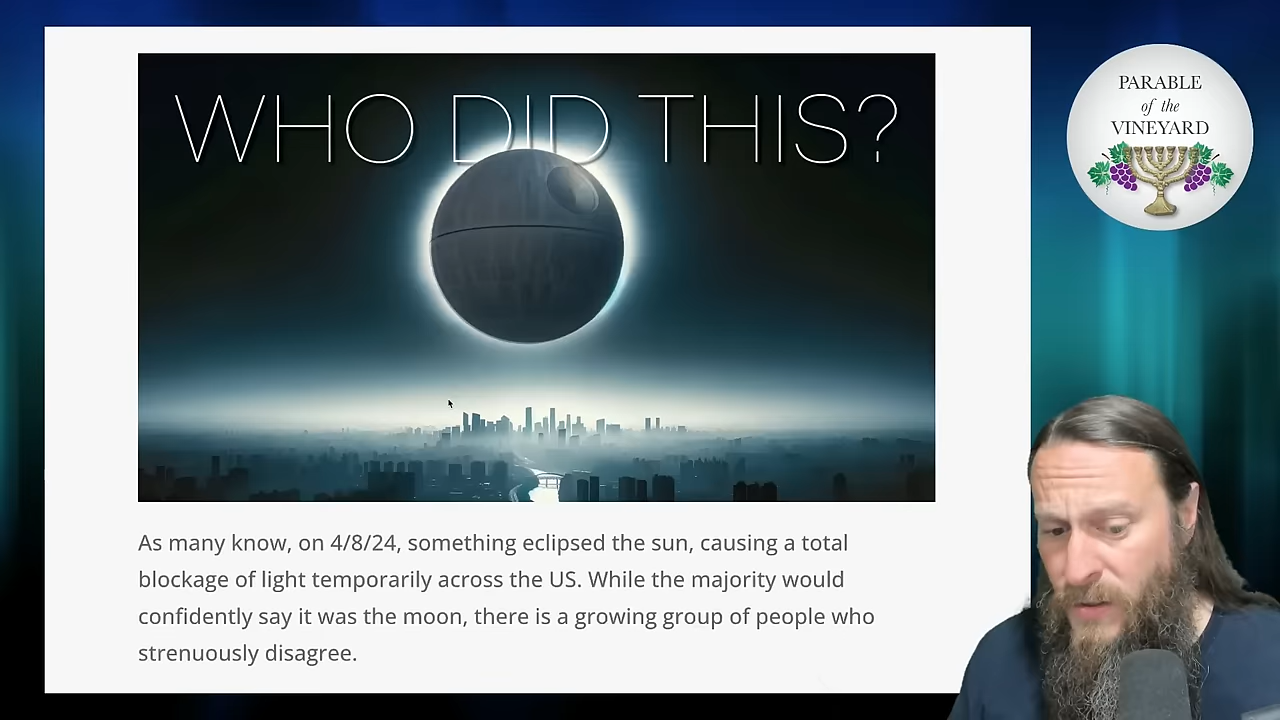 WHO DID THIS?
PARABLE
of the
VINEYARD
As many know, on 4/8/24, something eclipsed the sun, causing a total
blockage of light temporarily across the US. While the majority would
confidently say it was the moon, there is a growing group of people who
strenuously disagree.